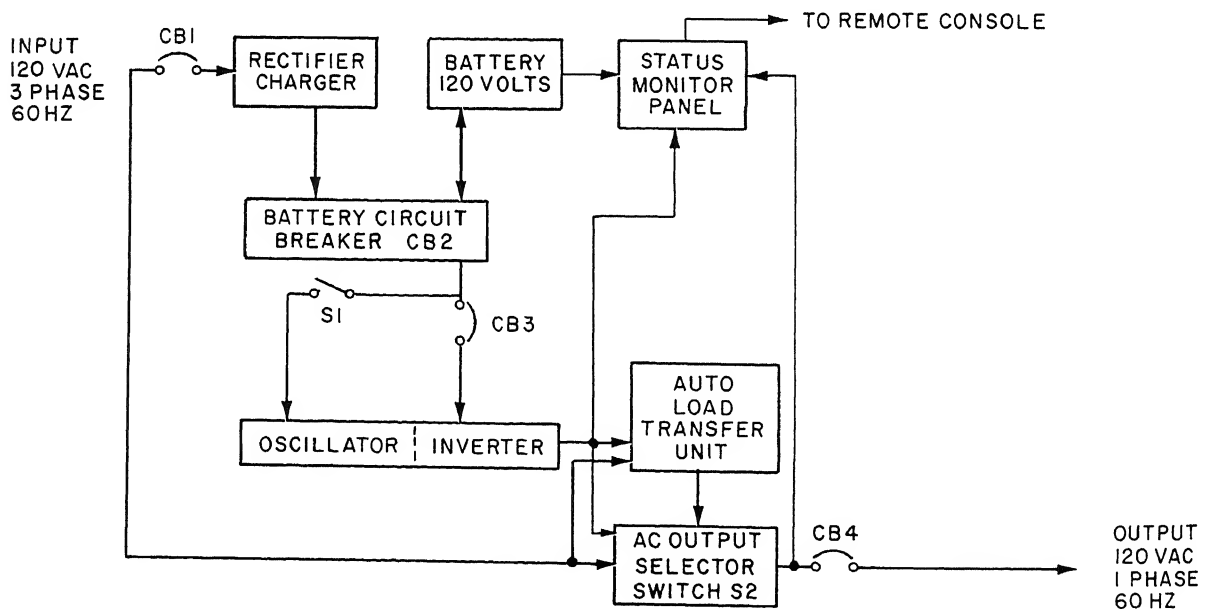 INPUT
120 VAC
3 PHASE
60 HZ
CB1
RECTIFIER
CHARGER
BATTERY
120 VOLTS
STATUS
MONITOR
PANEL
TO REMOTE CONSOLE
BATTERY CIRCUIT
BREAKER CB2
S1
CB3
OSCILLATOR
INVERTER
AUTO
LOAD
TRANSFER
UNIT
AC OUTPUT
SELECTOR
SWITCH S2
CB4
OUTPUT
120 VAC
1 PHASE
60 HZ